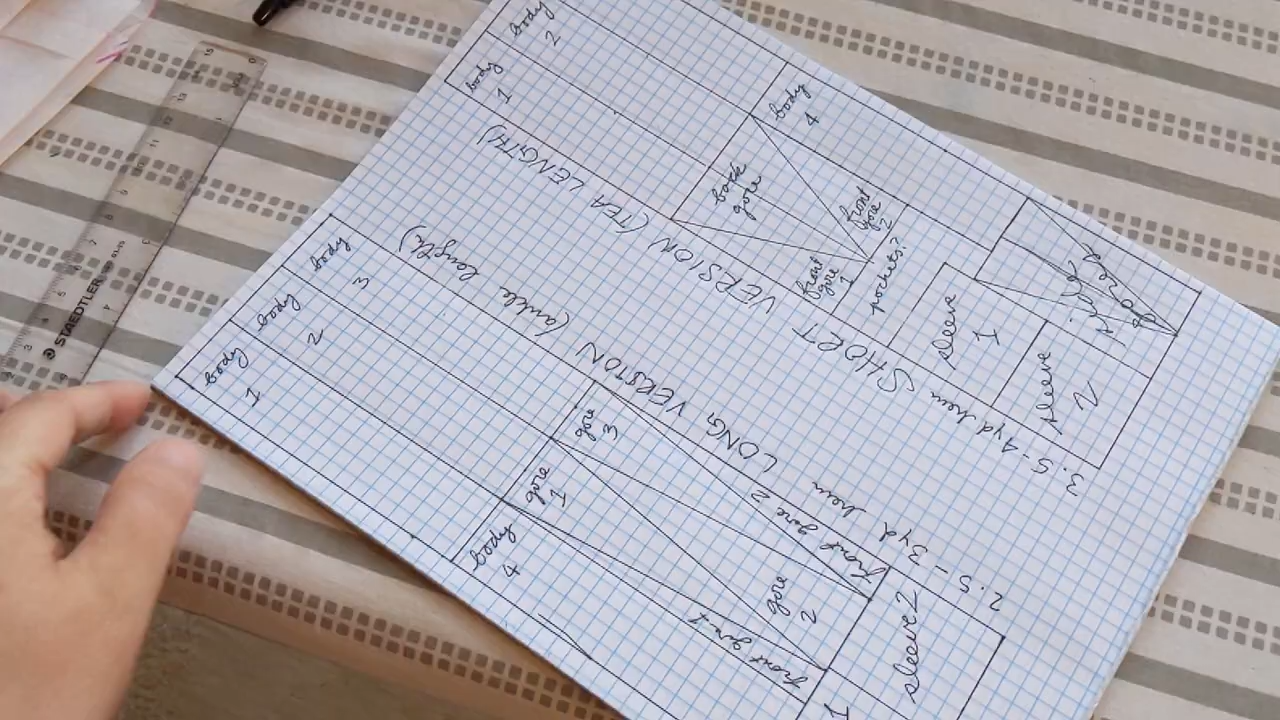 body
2
body
1
body
4
back
gore
front
gore
2
front
gore
1
pockets?
sleeve
1
sleeve
2
side
gores
SHORT VERSION (TEA LENGTH)
3.5-4yd hem
body
3
body
2
body
1
gore
3
gore
1
body
4
front gore 2
gore
2
front gore 1
sleeve 2
1
LONG VERSION (ankle length)
2.5-3yd hem
STAEDTLER